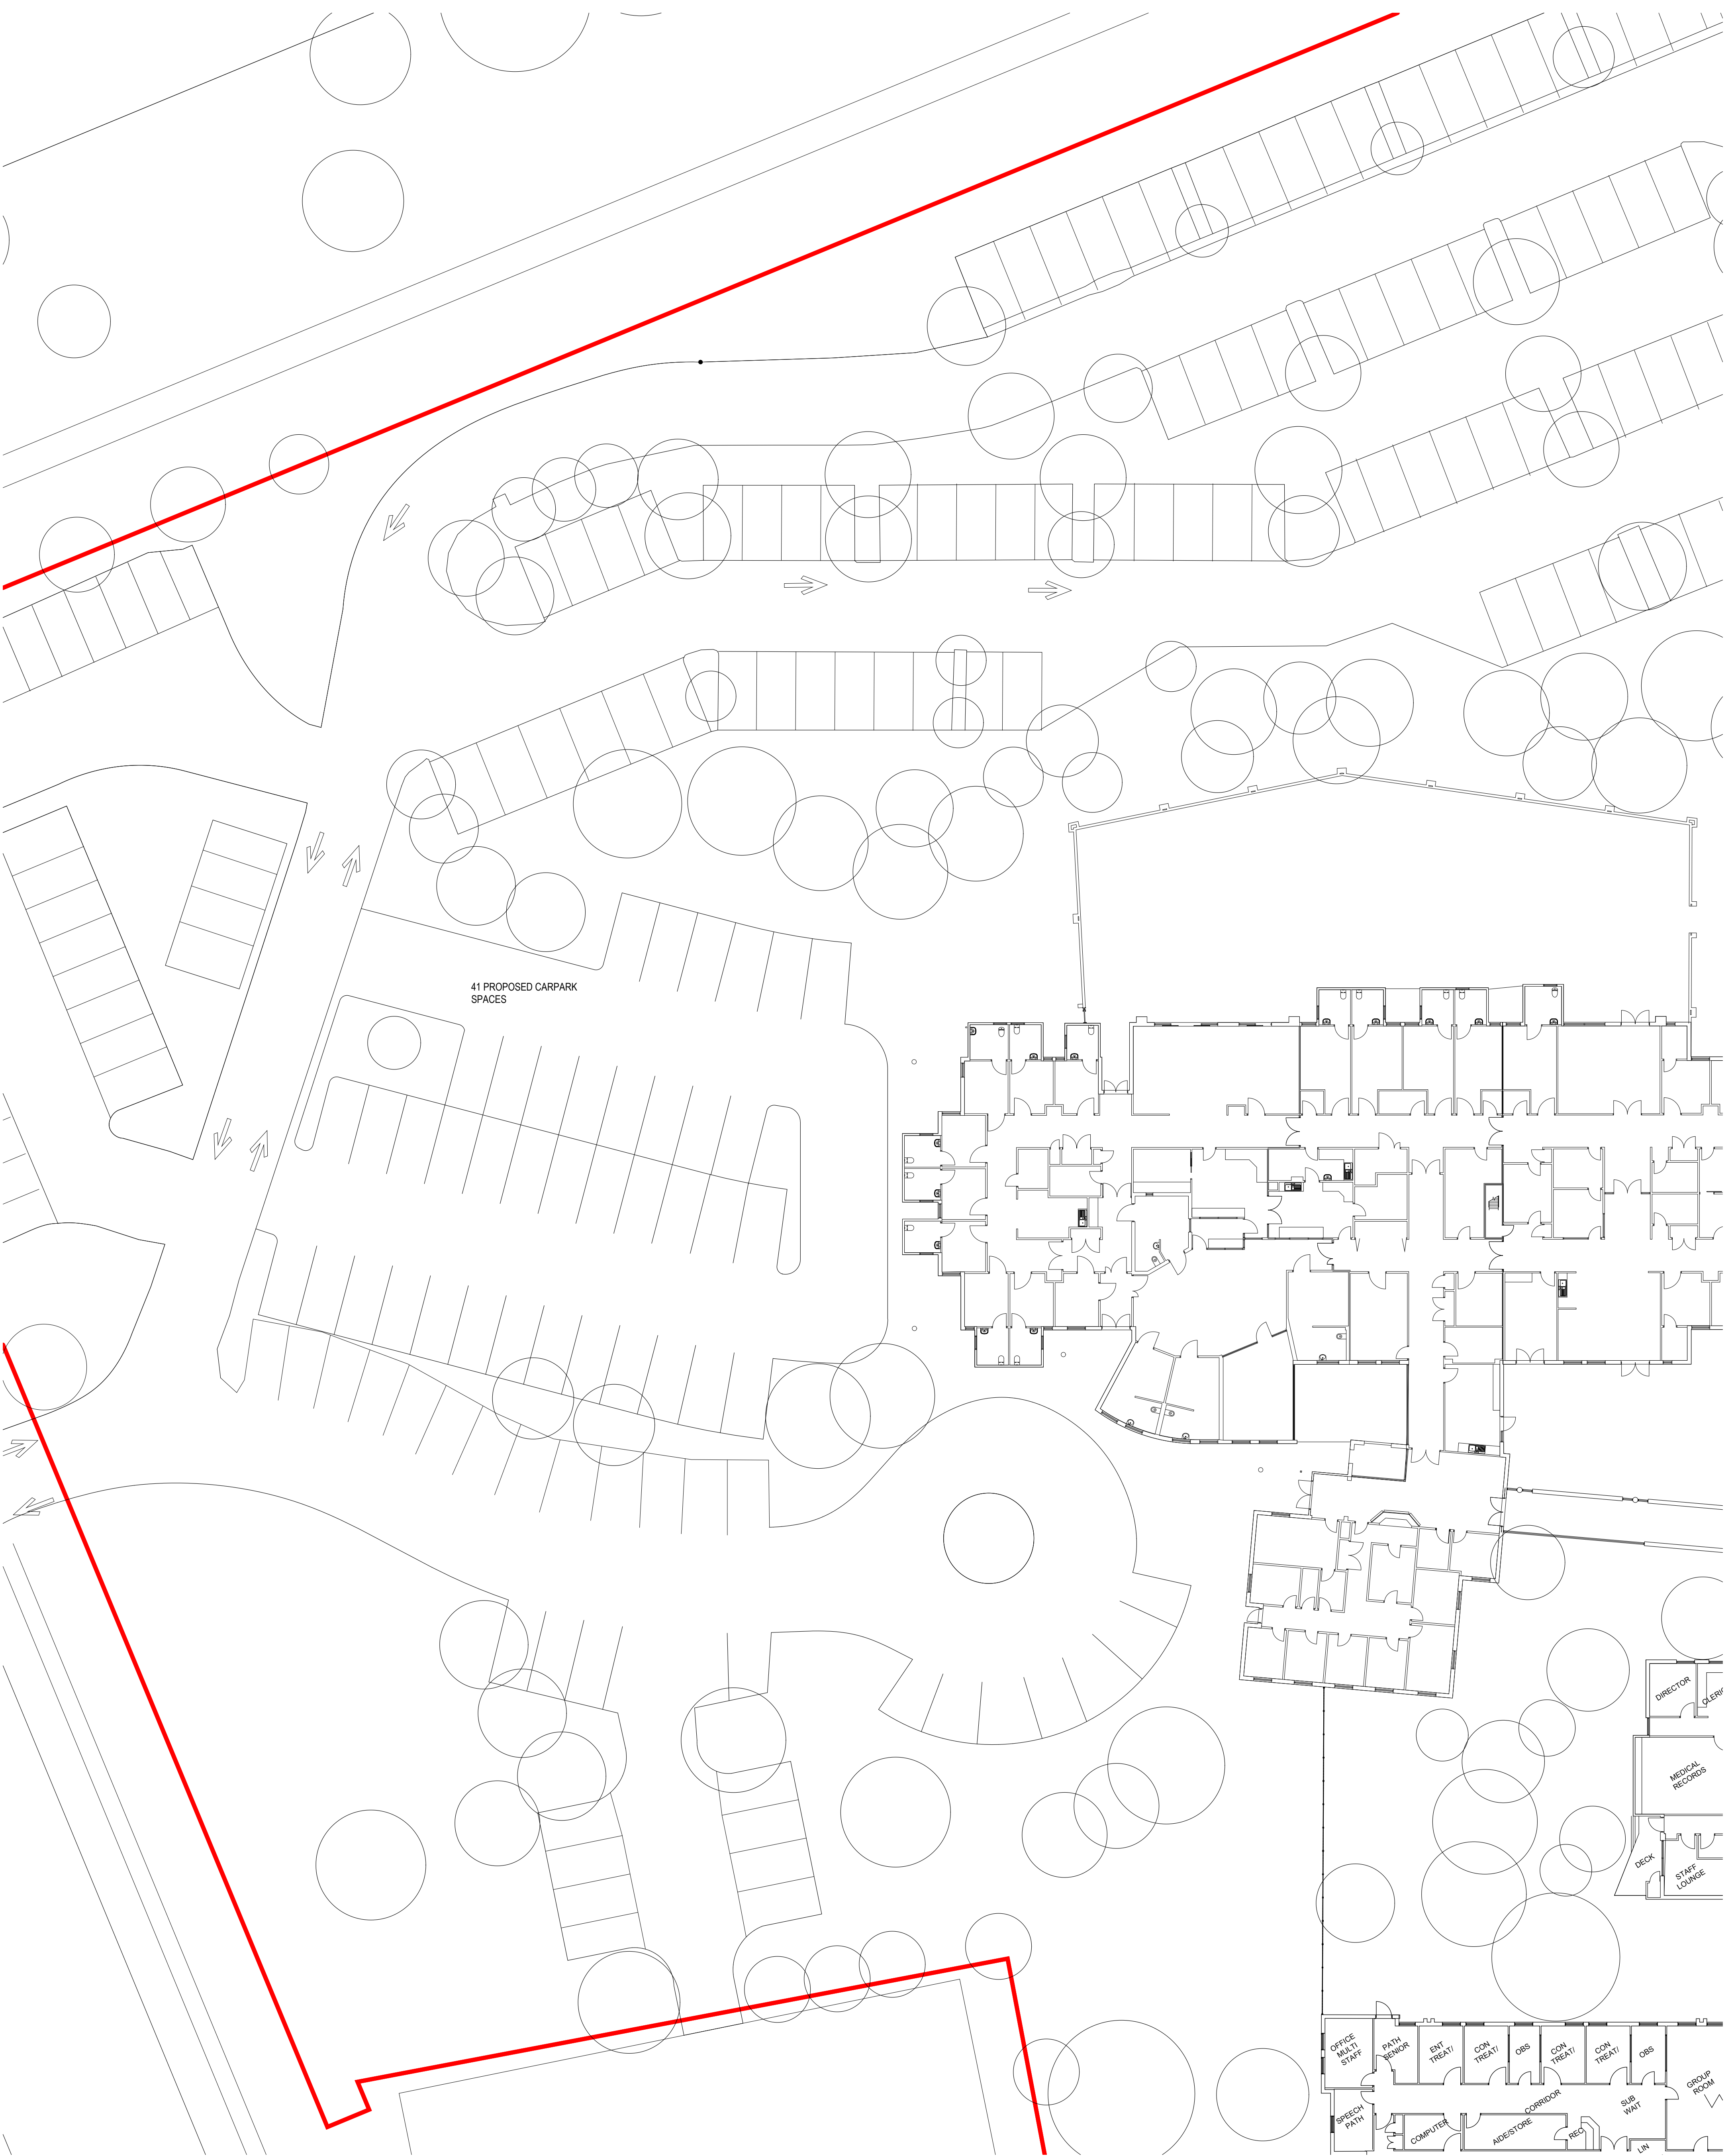 41 PROPOSED CARPARK
SPACES
DIRECTOR
MEDICAL
RECORDS
DECK
STAFF
LOUNGE
OFFICE
MULTI
STAFF
PATH
SENIOR
ENT
TREAT/
CON
TREAT/
OBS
CON
TREAT/
CON
TREAT/
OBS
GROUP
ROOM
SPEECH
PATH
COMPUTER
CORRIDOR
AIDE/STORE
REC
SUB
WAIT
LIN